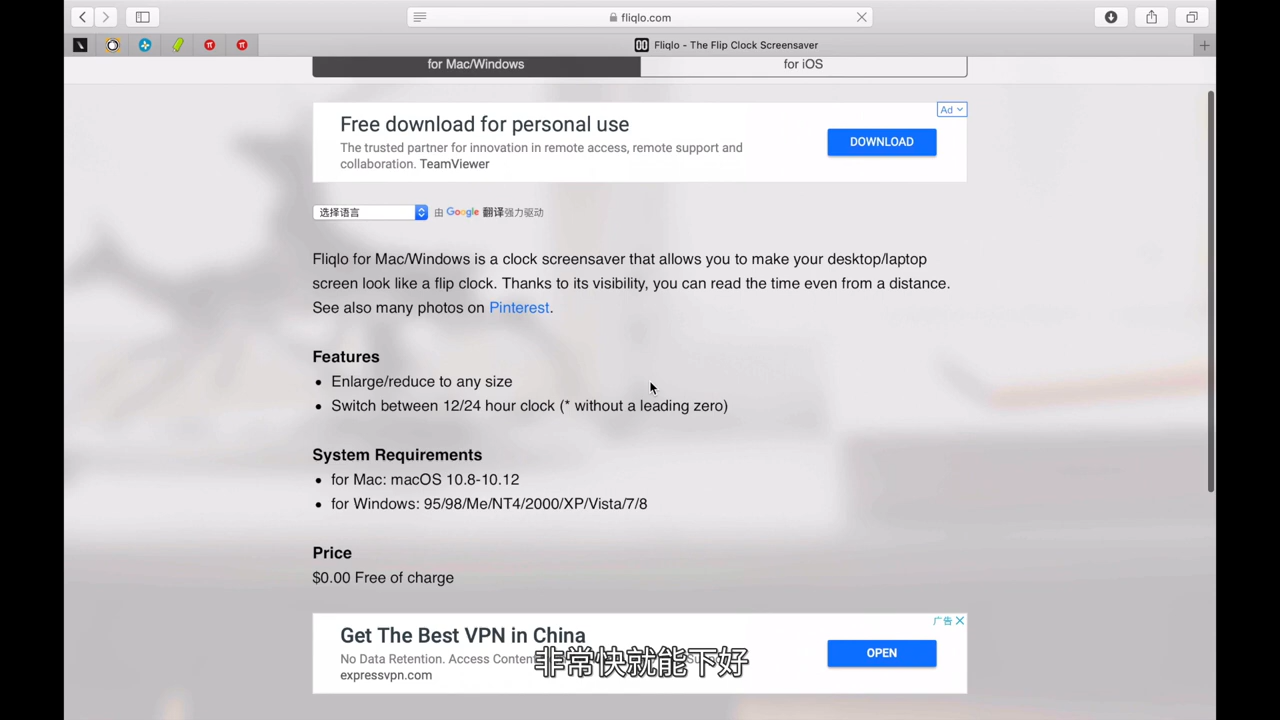 fliqlo.com
Fliqlo - The Flip Clock Screensaver
for Mac/Windows
for iOS
Ad
Free download for personal use
The trusted partner for innovation in remote access, remote support and
collaboration. TeamViewer
DOWNLOAD
选择语言
由 Google 翻译强力驱动
Fliqlo for Mac/Windows is a clock screensaver that allows you to make your desktop/laptop
screen look like a flip clock. Thanks to its visibility, you can read the time even from a distance.
See also many photos on Pinterest.
Features
• Enlarge/reduce to any size
• Switch between 12/24 hour clock (* without a leading zero)
System Requirements
• for Mac: macOS 10.8-10.12
• for Windows: 95/98/Me/NT4/2000/XP/Vista/7/8
Price
$0.00 Free of charge
广告
Get The Best VPN in China
No Data Retention. Access
expressvpn.com
OPEN
非常快就能下好